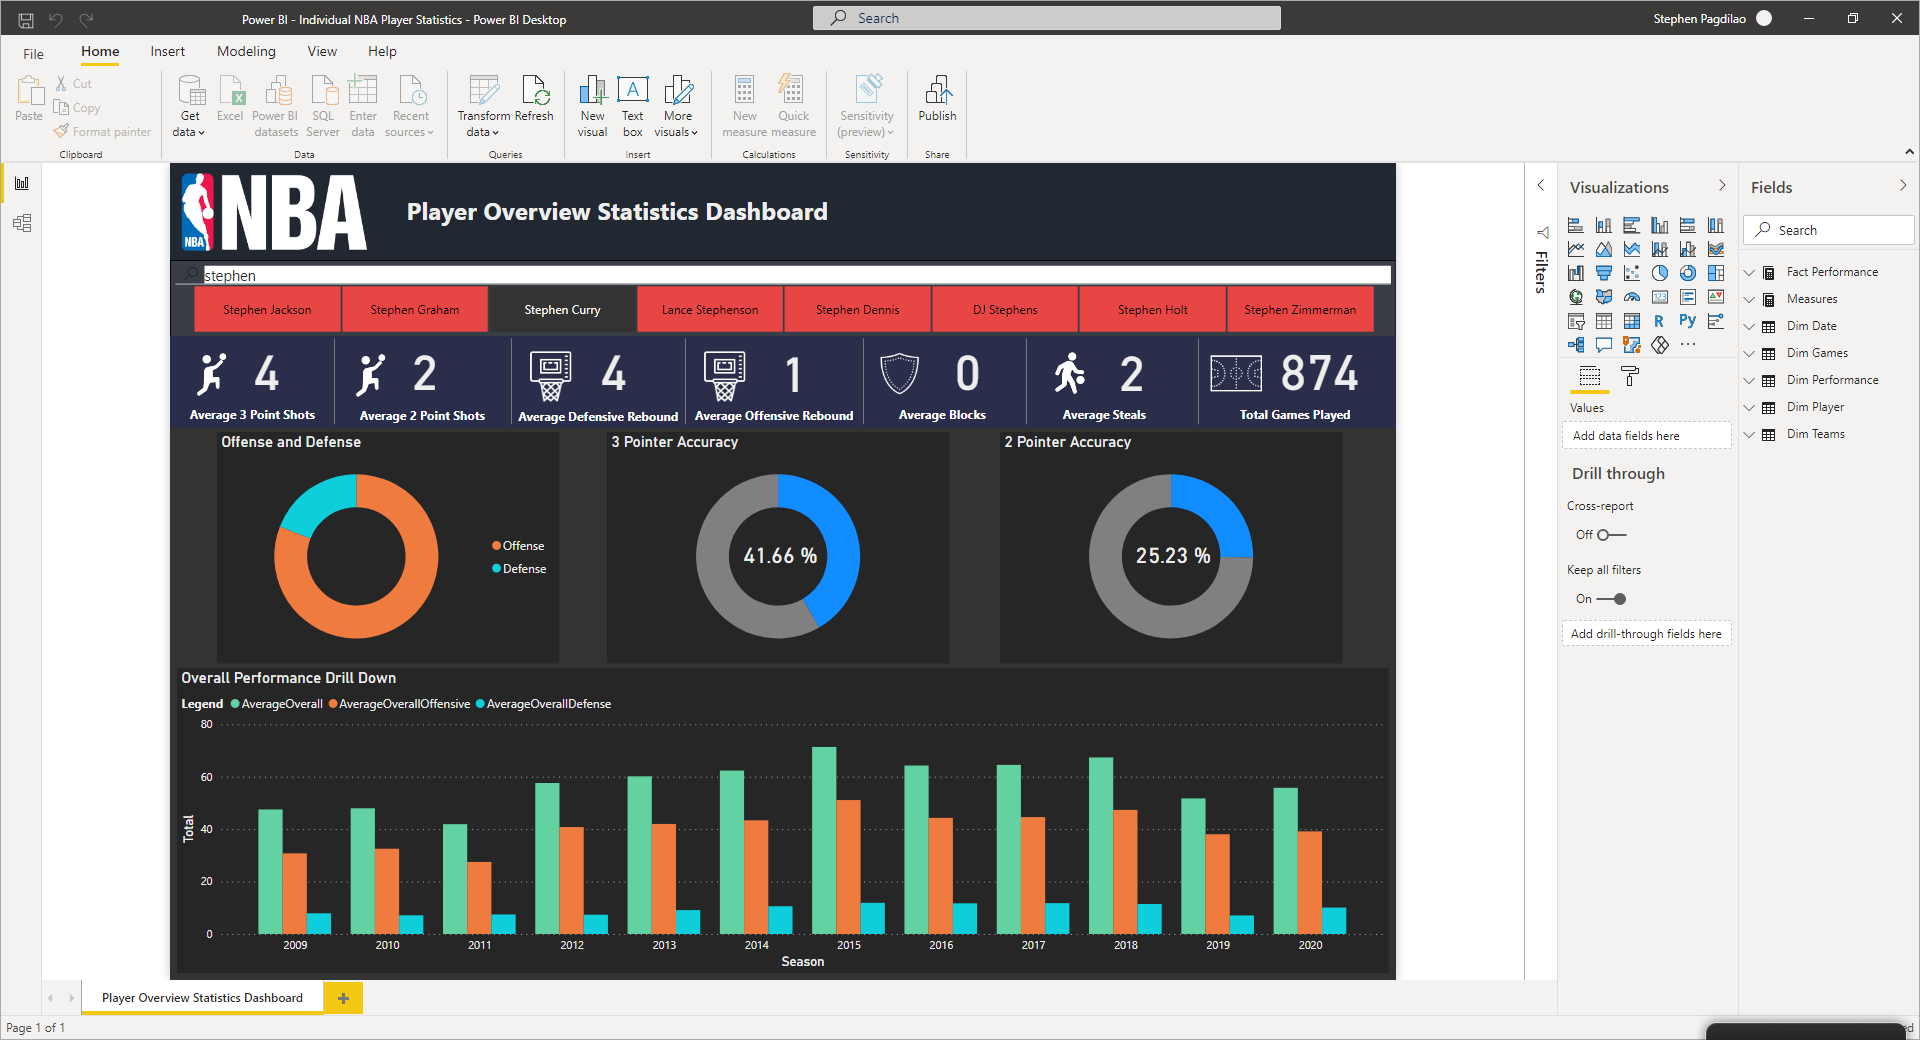 Power BI - Individual NBA Player Statistics - Power BI Desktop
Search
Stephen Pagdilao
File Home Insert Modeling View Help
Paste
Cut
Copy
Format painter
Clipboard
Get data
Excel
Power BI datasets
SQL Server
Enter data
Recent sources
Data
Transform data
Refresh
Queries
New visual
Text box
More visuals
Insert
New measure
Quick measure
Calculations
Sensitivity (preview)
Sensitivity
Publish
Share
NBA
NBA
Player Overview Statistics Dashboard
stephen
Stephen Jackson Stephen Graham Stephen Curry Lance Stephenson Stephen Dennis DJ Stephens Stephen Holt Stephen Zimmerman
4 2 4 1 0 2 874
Average 3 Point Shots Average 2 Point Shots Average Defensive Rebound Average Offensive Rebound Average Blocks Average Steals Total Games Played
Offense and Defense
Offense
Defense
3 Pointer Accuracy
41.66 %
2 Pointer Accuracy
25.23 %
Overall Performance Drill Down
Legend AverageOverall AverageOverallOffensive AverageOverallDefense
80
60
40
20
0
Total
2009 2010 2011 2012 2013 2014 2015 2016 2017 2018 2019 2020
Season
Filters
Visualizations
R Py
Values
Add data fields here
Drill through
Cross-report
Off
Keep all filters
On
Add drill-through fields here
Fields
Search
Fact Performance
Measures
Dim Date
Dim Games
Dim Performance
Dim Player
Dim Teams
Player Overview Statistics Dashboard
Page 1 of 1